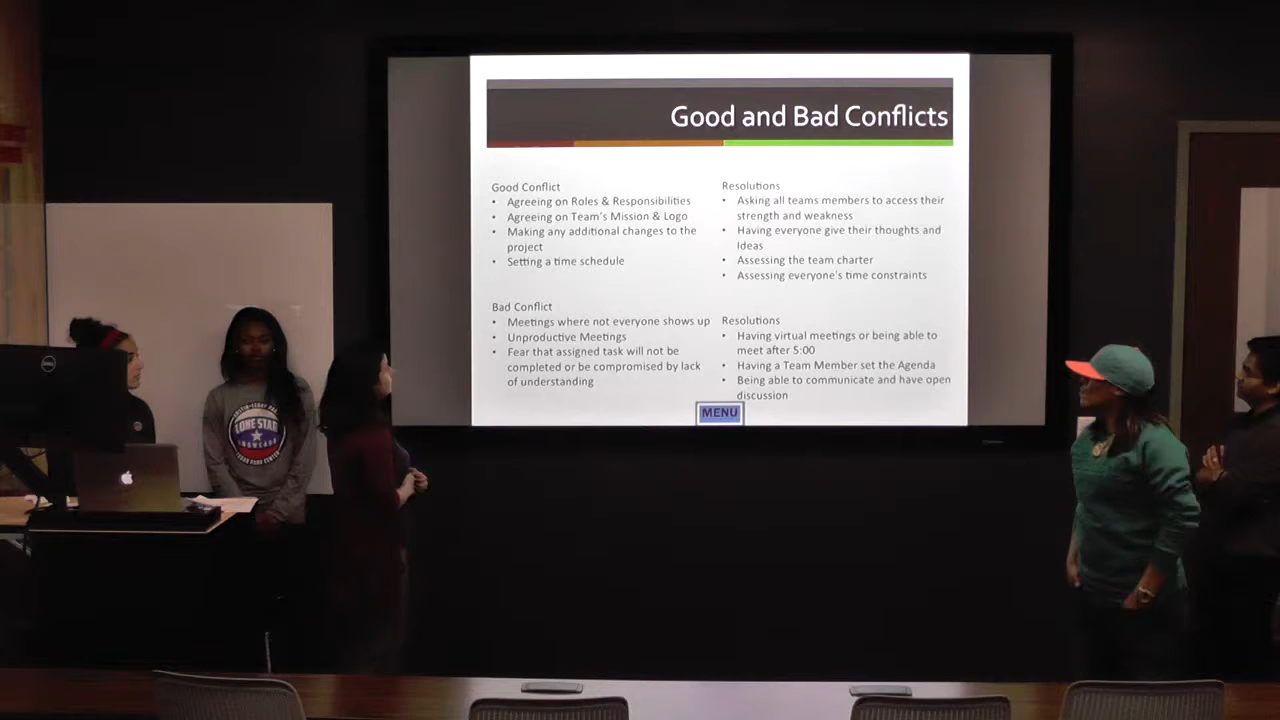 Good and Bad Conflicts
Good Conflict
• Agreeing on Roles & Responsibilities
• Agreeing on Team's Mission & Logo
• Making any additional changes to the
project
• Setting a time schedule
Resolutions
• Asking all teams members to access their
strength and weakness
• Having everyone give their thoughts and
Ideas
• Assessing the team charter
• Assessing everyone's time constraints
Bad Conflict
• Meetings where not everyone shows up
• Unproductive Meetings
• Fear that assigned task will not be
completed or be compromised by lack
of understanding
Resolutions
• Having virtual meetings or being able to
meet after 5:00
• Having a Team Member set the Agenda
• Being able to communicate and have open
discussion
MENU
DELL
LONE STAR